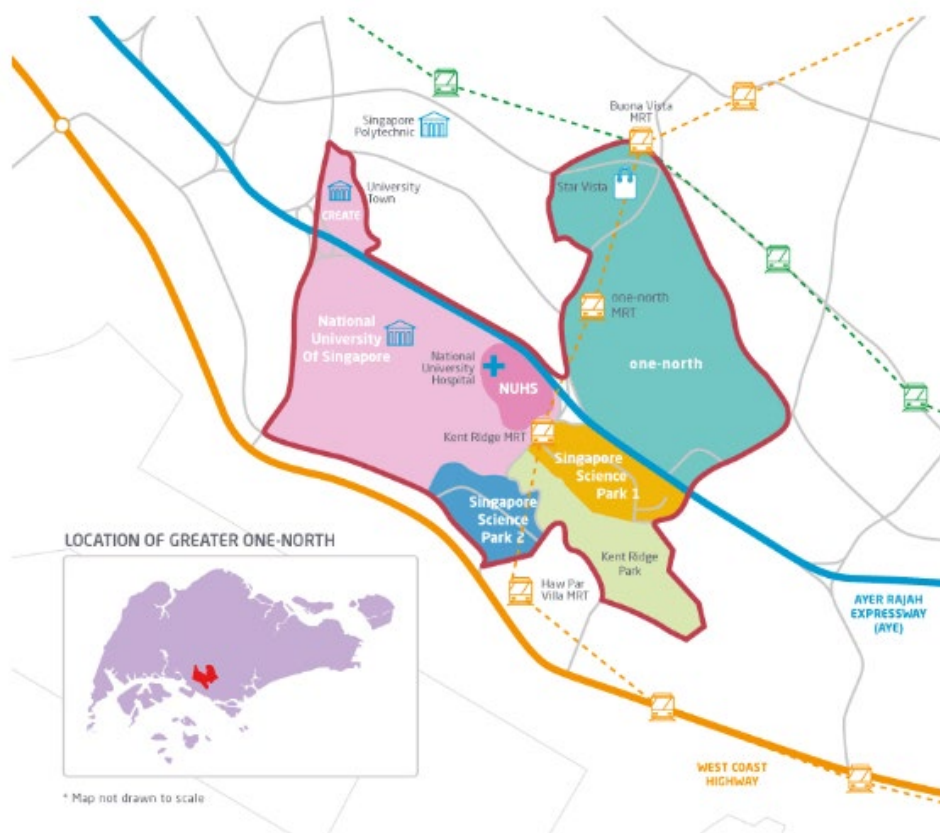 Buona Vista
MRT
Singapore
Polytechnic
Star Vista
University
Town
CREATE
one-north
MRT
National
University
Of Singapore
one-north
National
University
Hospital
NUHS
Kent Ridge MRT
Singapore
Science
Park 1
Singapore
Science
Park 2
Kent Ridge
Park
Haw Par
Villa MRT
AYER RAJAH
EXPRESSWAY
(AYE)
LOCATION OF GREATER ONE-NORTH
WEST COAST
HIGHWAY
* Map not drawn to scale